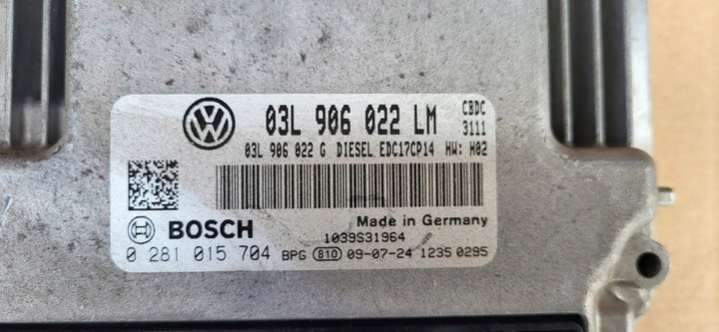 03L 906 022 LM CBDC 3111
03L 906 022 G DIESEL EDC17CP14 HW: H02
Made in Germany
BOSCH
1039S31964
0 281 015 704 BPG 810 09-07-24 1235 0295